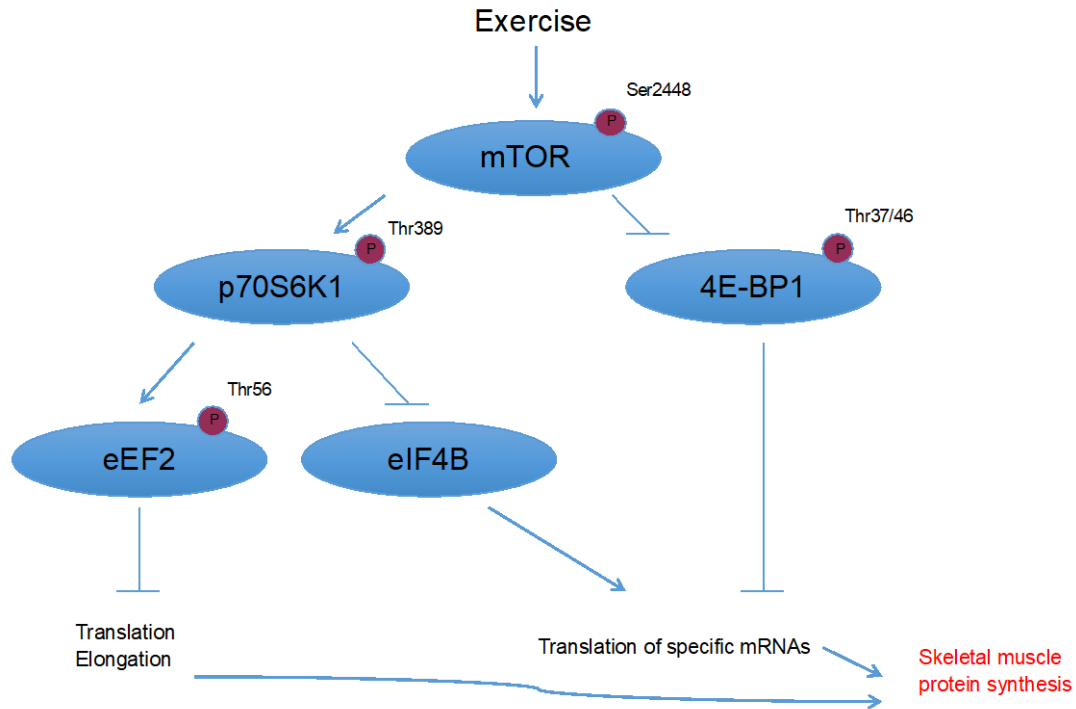 Exercise
Ser2448
P
mTOR
Thr389
P
p70S6K1
Thr37/46
P
4E-BP1
Thr56
P
eEF2
eIF4B
Translation
Elongation
Translation of specific mRNAs
Skeletal muscle
protein synthesis